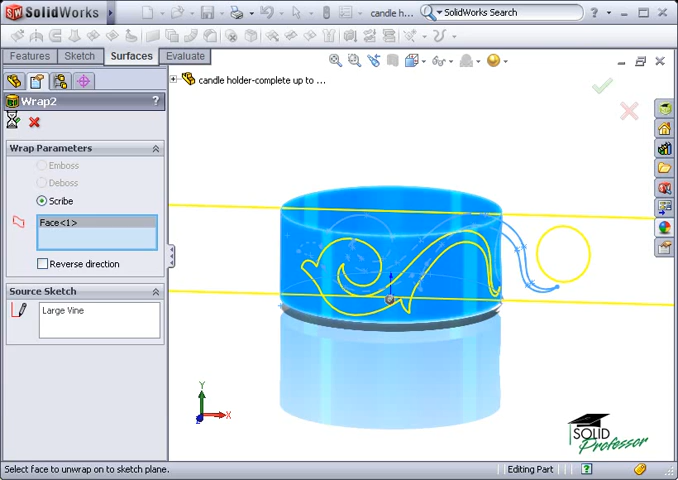 SolidWorks
candle h...
SolidWorks Search
?
Features
Sketch
Surfaces
Evaluate
candle holder-complete up to ...
Wrap2
?
Wrap Parameters
Emboss
Deboss
Scribe
Face<1>
Reverse direction
Source Sketch
Large Vine
Y
X
Z
SOLID
Professor
Select face to unwrap on to sketch plane.
Editing Part
?